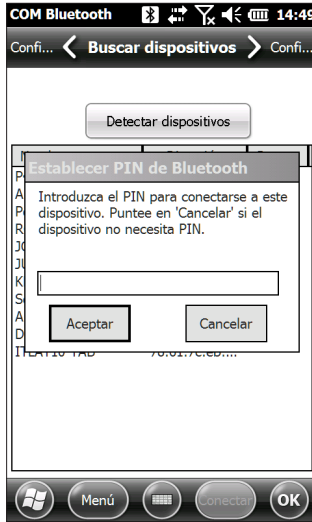 COM Bluetooth 14:49
Confi... Buscar dispositivos Confi...
Detectar dispositivos
Establecer PIN de Bluetooth
Introduzca el PIN para conectarse a este
dispositivo. Puntee en 'Cancelar' si el
dispositivo no necesita PIN.
Aceptar Cancelar
Menú Conectar OK